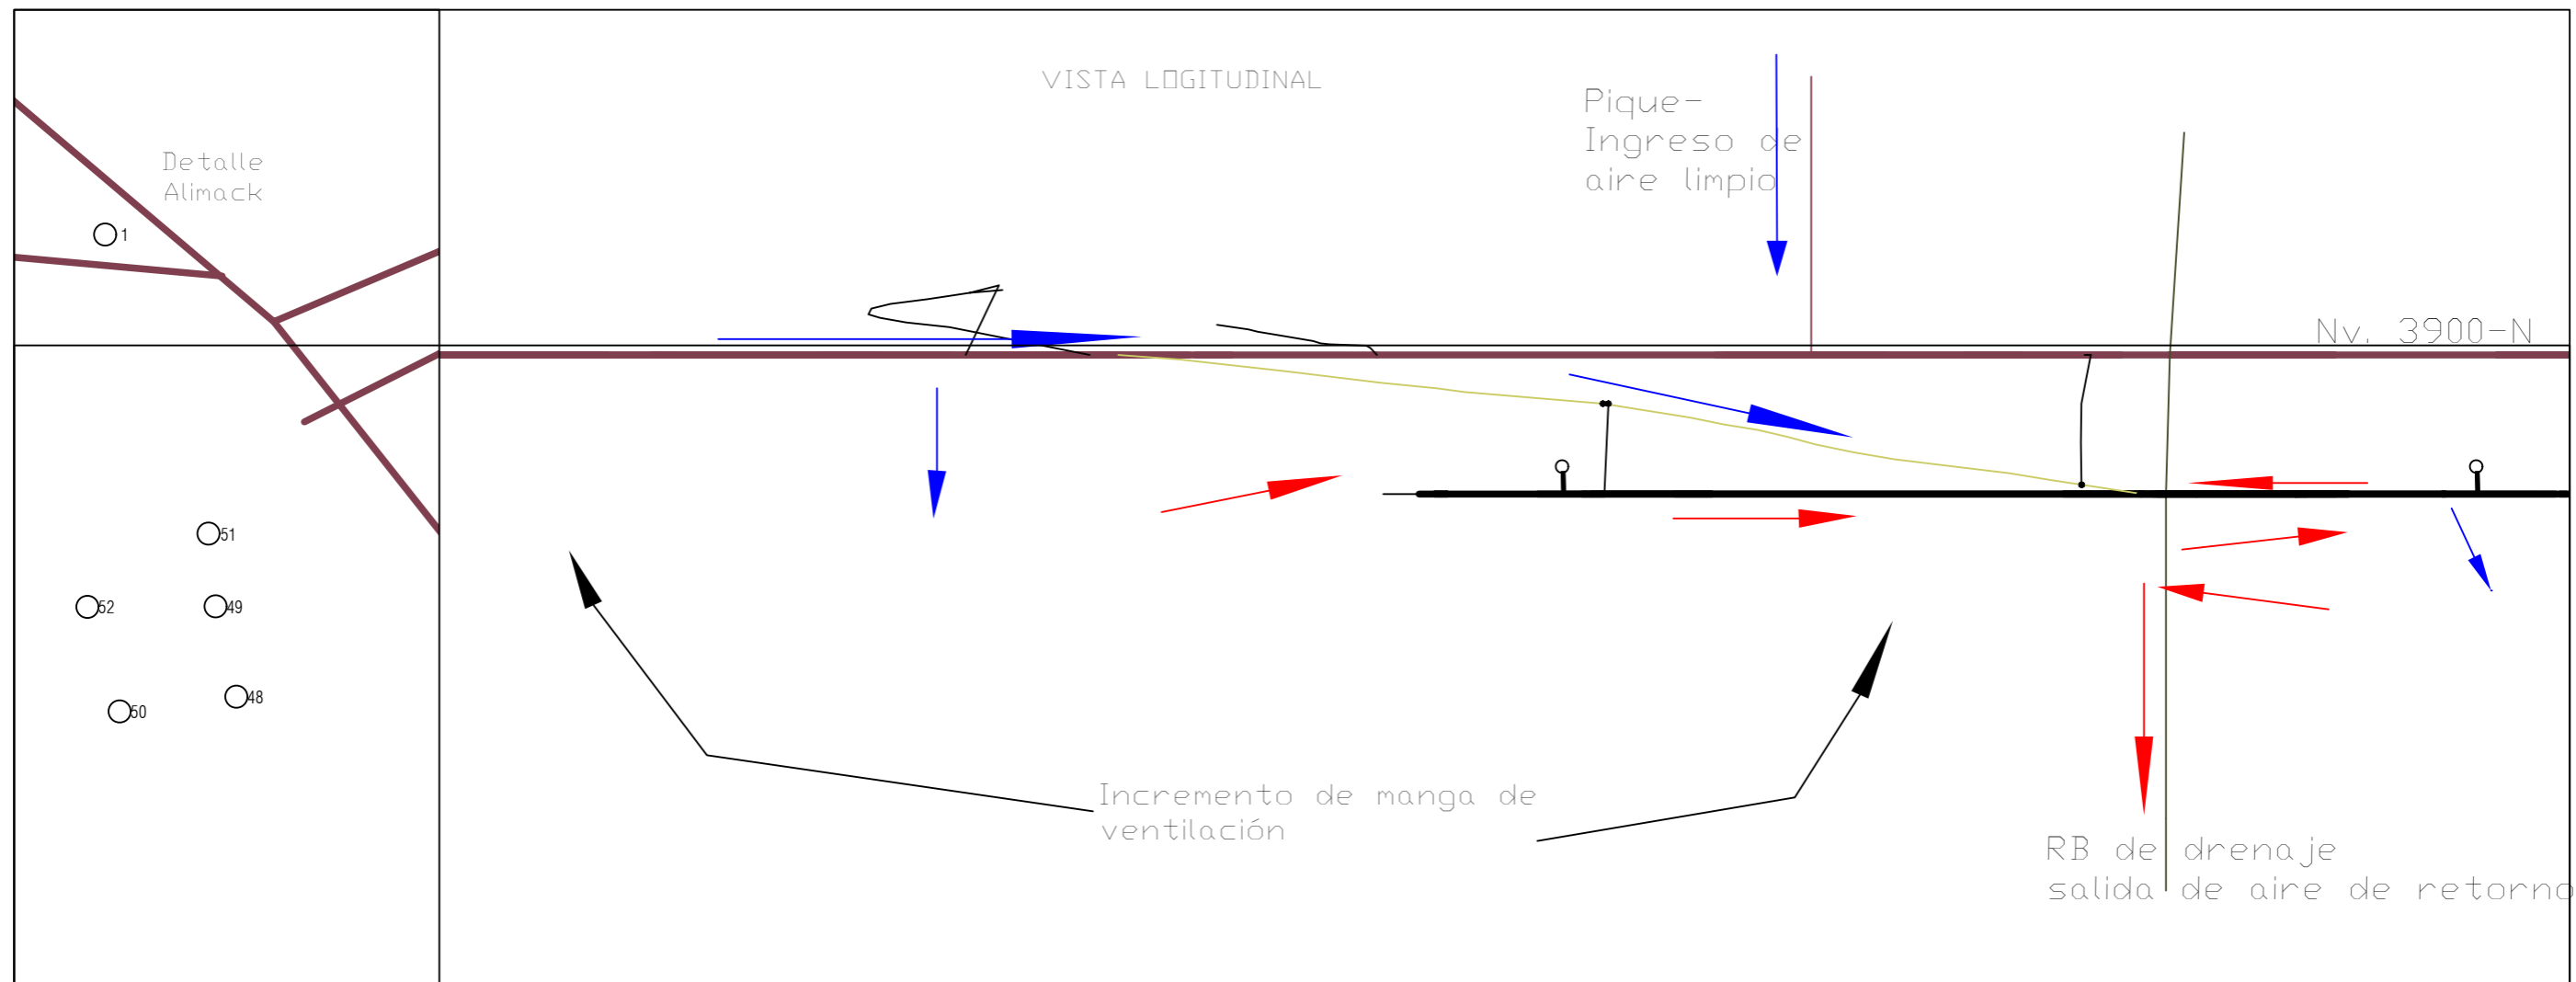 VISTA LOGITUDINAL
Pique-
Ingreso de
aire limpio
Detalle
Alimack
1
Nv. 3900-N
51
52
49
50
48
Incremento de manga de
ventilación
RB de drenaje
salida de aire de retorno